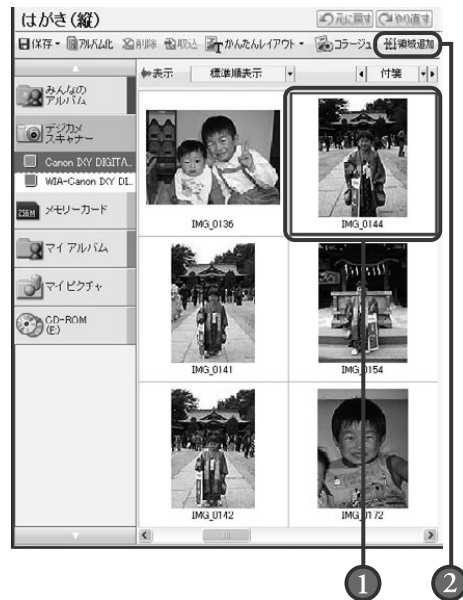 はがき(縦)
元に戻す やり直す
保存 アルバム化 削除 取込 かんたんレイアウト コラージュ 領域追加
みんなの
アルバム
デジカメ
スキャナー
Canon IXY DIGITA...
WIA-Canon IXY DI...
メモリーカード
マイ アルバム
マイ ピクチャ
CD-ROM
(E:)
表示 標準順表示 付箋
IMG_0136 IMG_0144
IMG_0141 IMG_0154
IMG_0142 IMG_0172
1 2